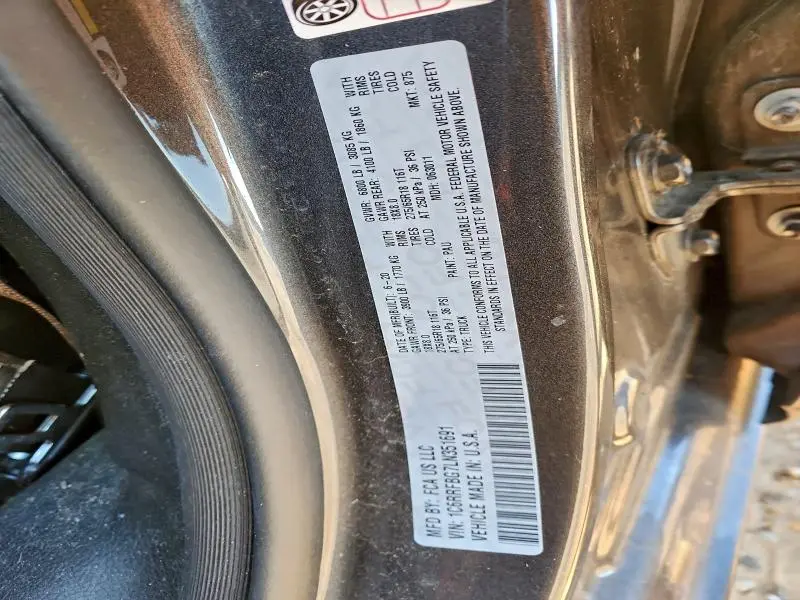 MFD BY: FCA US LLC
VIN: 1C6RRFBG7LN351691
VEHICLE MADE IN: U.S.A.
DATE OF MFR(BUILT): 6-20
GVWR: 6800 LB / 3085 KG
GAWR FRONT: 3900 LB / 1770 KG WITH
GAWR REAR: 4100 LB / 1860 KG WITH
18X8.0 RIMS
18X8.0 RIMS
275/65R18 116T TIRES
275/65R18 116T TIRES
AT 250 kPa / 36 PSI COLD
AT 250 kPa / 36 PSI COLD
TYPE: TRUCK
PAINT: PAU
MDH: 063011
MKT: 875
THIS VEHICLE CONFORMS TO ALL APPLICABLE U.S.A. FEDERAL MOTOR VEHICLE SAFETY
STANDARDS IN EFFECT ON THE DATE OF MANUFACTURE SHOWN ABOVE.